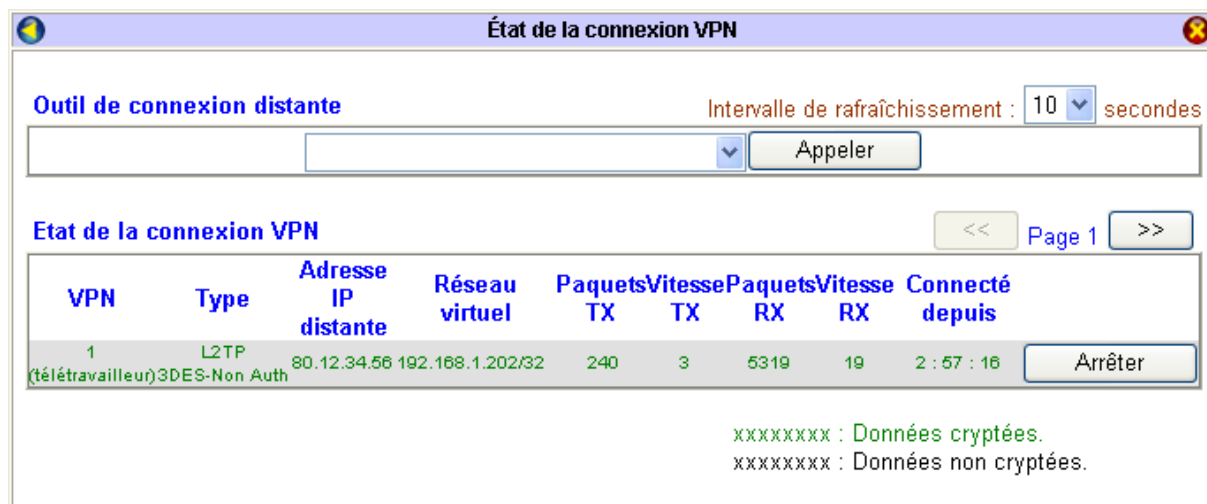 État de la connexion VPN
Outil de connexion distante
Intervalle de rafraîchissement : 10 secondes
Appeler
Etat de la connexion VPN
<< Page 1 >>
VPN Type Adresse IP distante Réseau virtuel Paquets TX Vitesse TX Paquets RX Vitesse RX Connecté depuis
1 (télétravailleur) L2TP 3DES-Non Auth 80.12.34.56 192.168.1.202/32 240 3 5319 19 2 : 57 : 16 Arrêter
xxxxxxxx : Données cryptées.
xxxxxxxx : Données non cryptées.